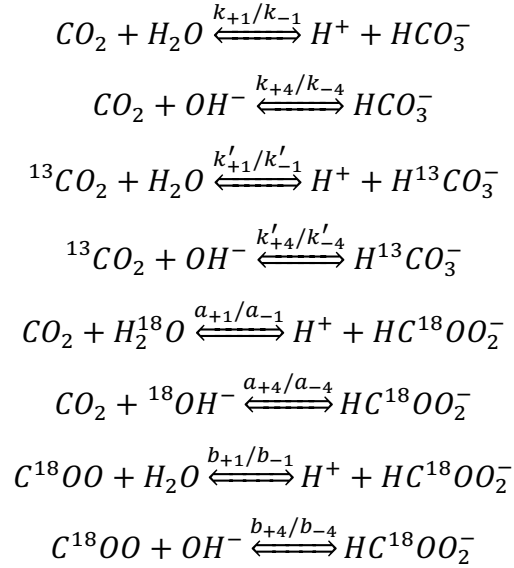 CO₂ + H₂O ⟺ k₊₁/k₋₁ H⁺ + HCO₃⁻
CO₂ + OH⁻ ⟺ k₊₄/k₋₄ HCO₃⁻
¹³CO₂ + H₂O ⟺ k′₊₁/k′₋₁ H⁺ + H¹³CO₃⁻
¹³CO₂ + OH⁻ ⟺ k′₊₄/k′₋₄ H¹³CO₃⁻
CO₂ + H₂¹⁸O ⟺ a₊₁/a₋₁ H⁺ + HC¹⁸OO₂⁻
CO₂ + ¹⁸OH⁻ ⟺ a₊₄/a₋₄ HC¹⁸OO₂⁻
C¹⁸OO + H₂O ⟺ b₊₁/b₋₁ H⁺ + HC¹⁸OO₂⁻
C¹⁸OO + OH⁻ ⟺ b₊₄/b₋₄ HC¹⁸OO₂⁻